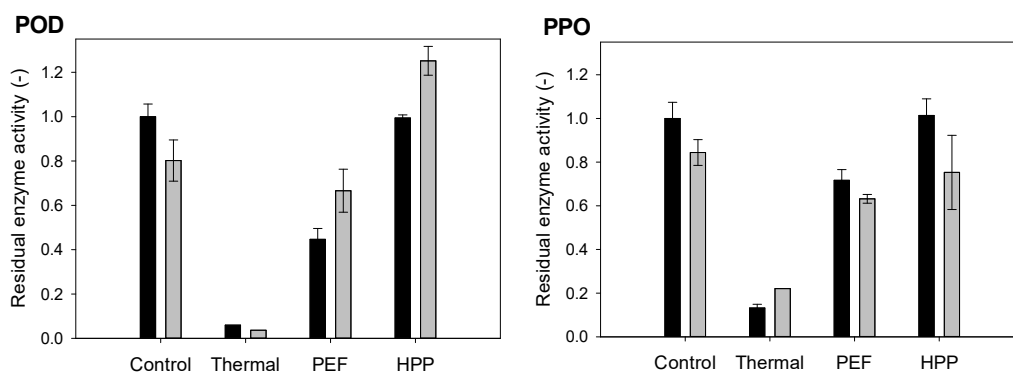 POD
Residual enzyme activity (-)
1.2
1.0
0.8
0.6
0.4
0.2
0.0
Control Thermal PEF HPP
PPO
Residual enzyme activity (-)
1.2
1.0
0.8
0.6
0.4
0.2
0.0
Control Thermal PEF HPP